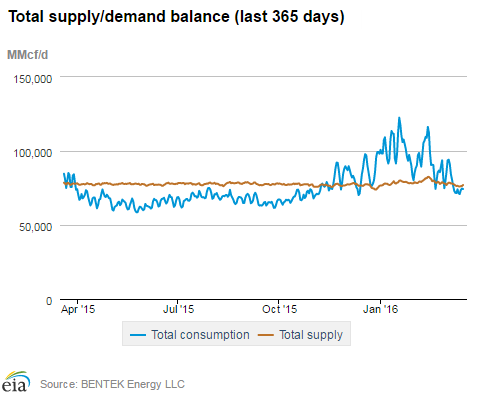 Total supply/demand balance (last 365 days)
MMcf/d
150,000
100,000
50,000
0
Apr '15 Jul '15 Oct '15 Jan '16
Total consumption Total supply
eia Source: BENTEK Energy LLC